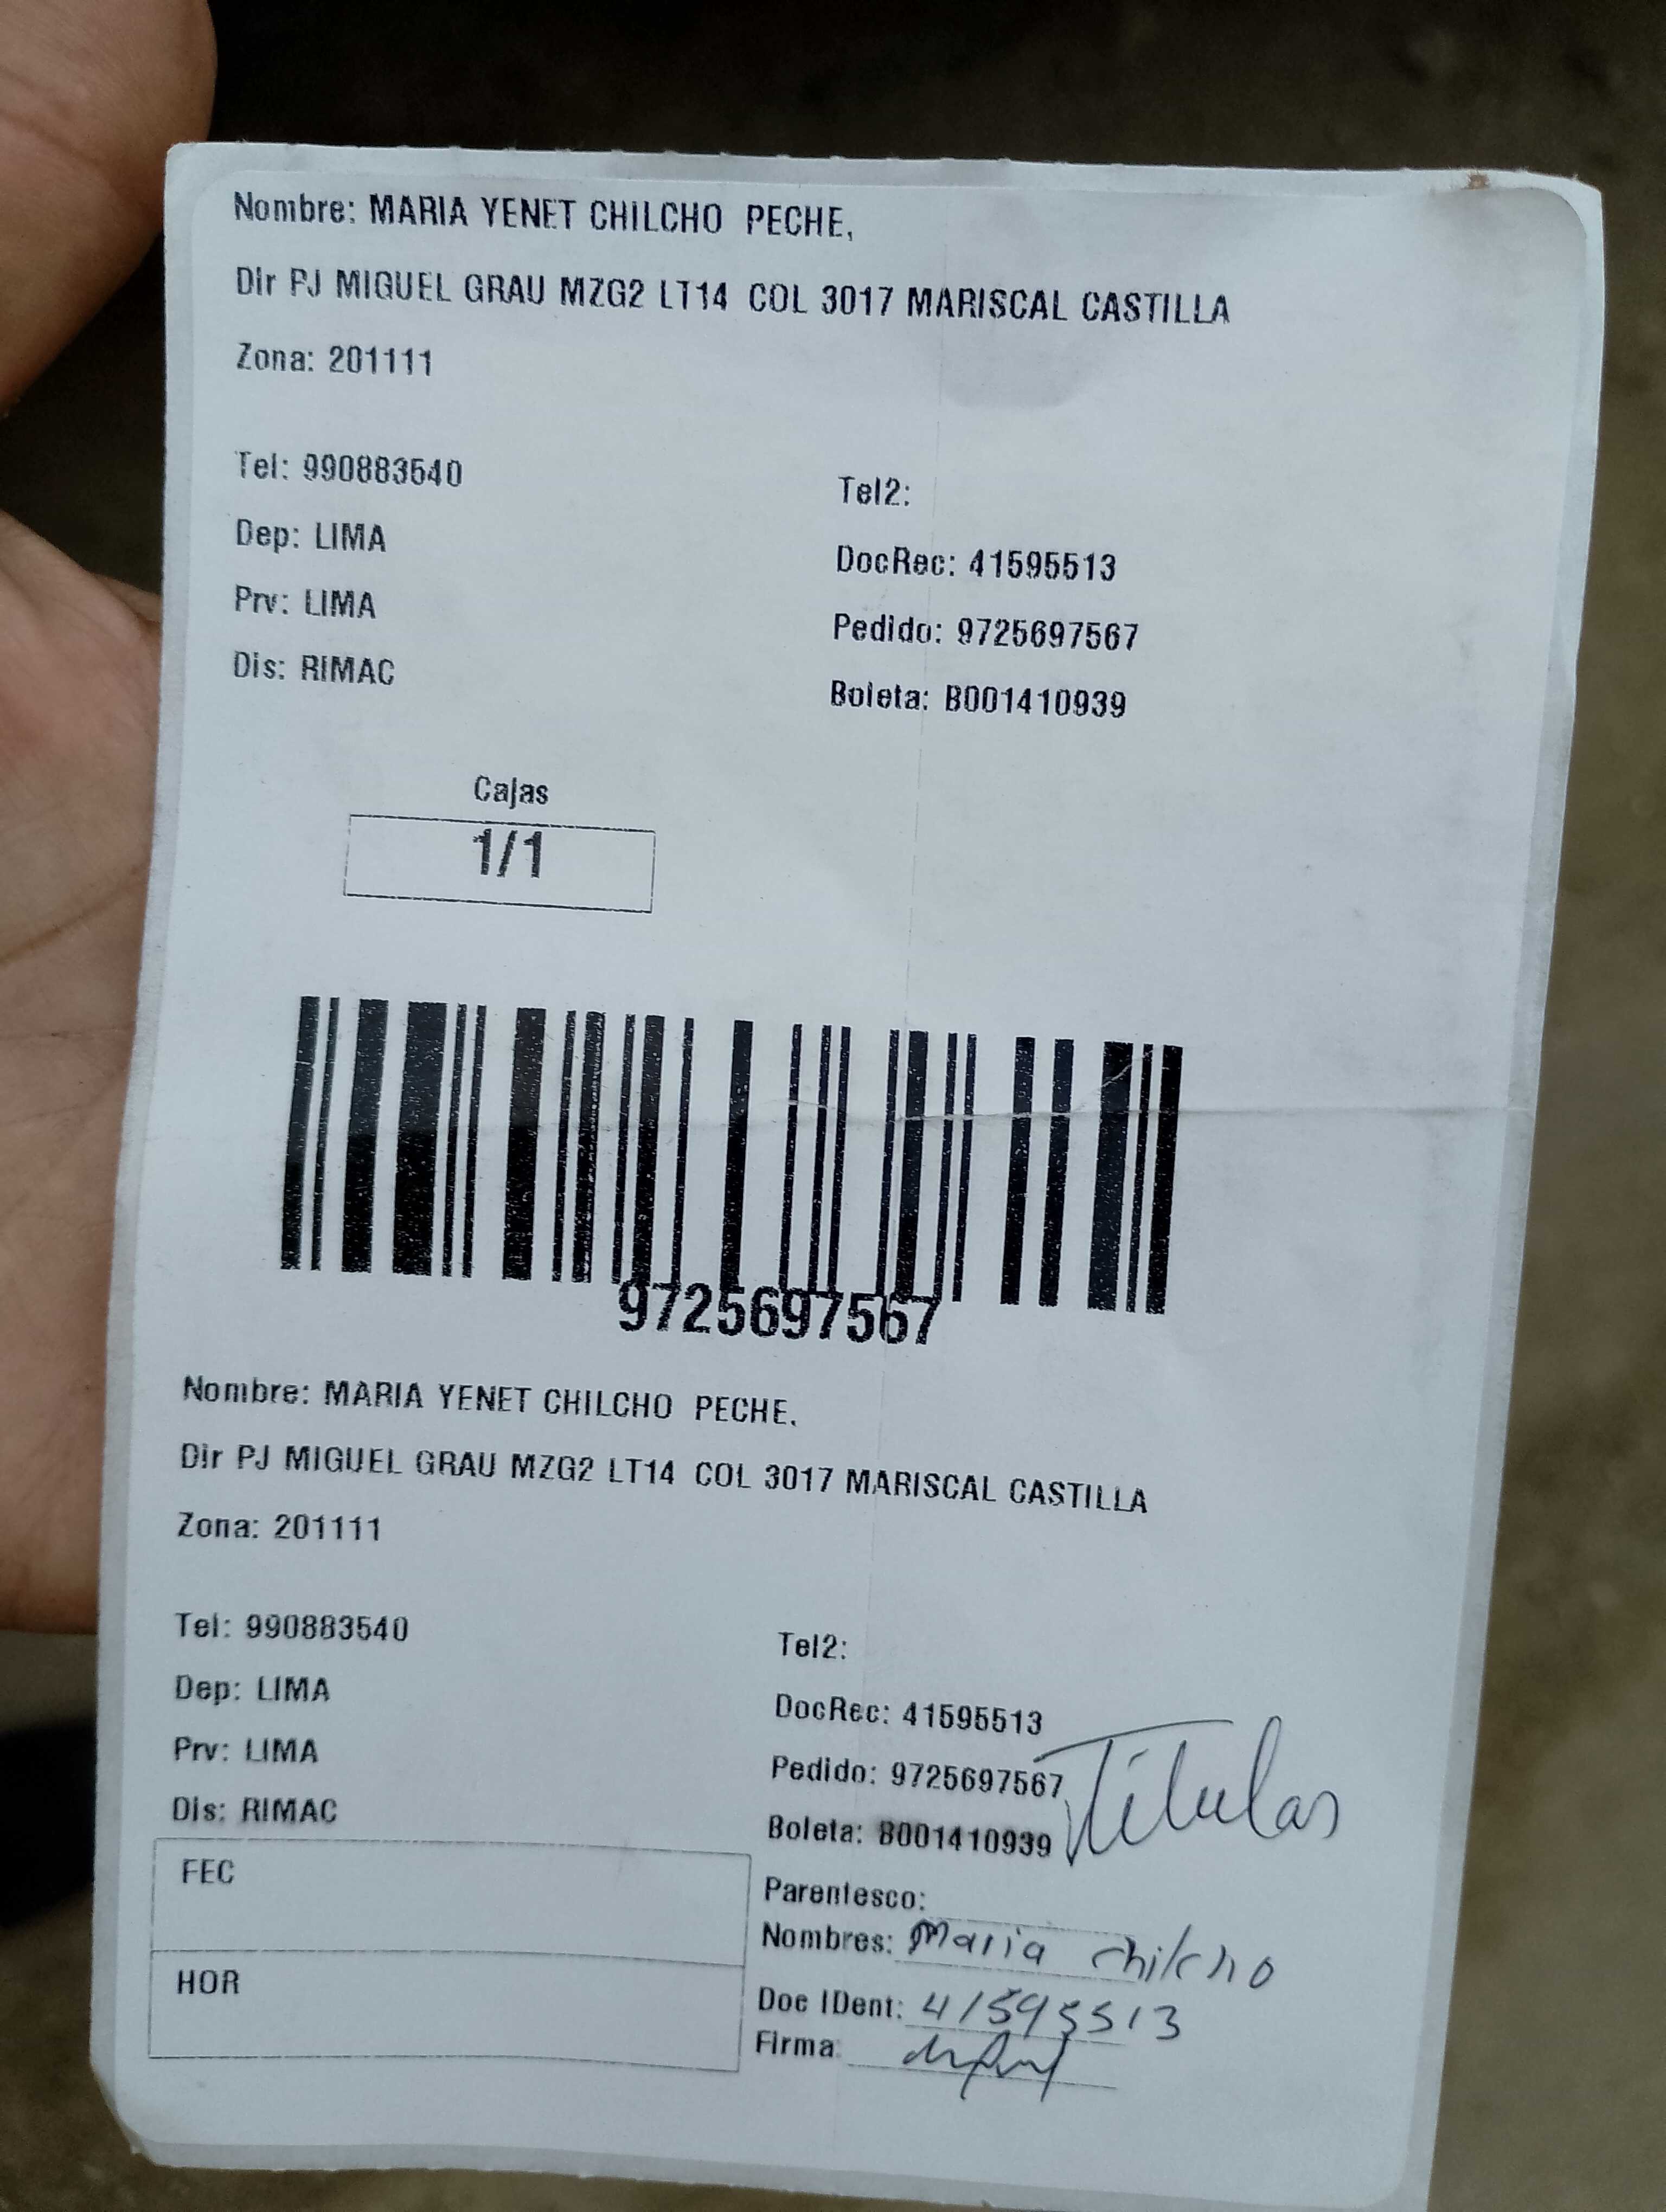 Nombre: MARIA YENET CHILCHO PECHE,
Dir PJ MIGUEL GRAU MZG2 LT14 COL 3017 MARISCAL CASTILLA
Zona: 201111
Tel: 990883540
Tel2:
Dep: LIMA
DocRec: 41595513
Prv: LIMA
Pedido: 9725697567
Dis: RIMAC
Boleta: B001410939
Cajas
1/1
9725697567
Nombre: MARIA YENET CHILCHO PECHE,
Dir PJ MIGUEL GRAU MZG2 LT14 COL 3017 MARISCAL CASTILLA
Zona: 201111
Tel: 990883540
Tel2:
Dep: LIMA
DocRec: 41595513
Prv: LIMA
Pedido: 9725697567
Dis: RIMAC
Boleta: B001410939
Titular
FEC
Parentesco:
Nombres: Maria chilcho
HOR
Doc IDent: 41595513
Firma: